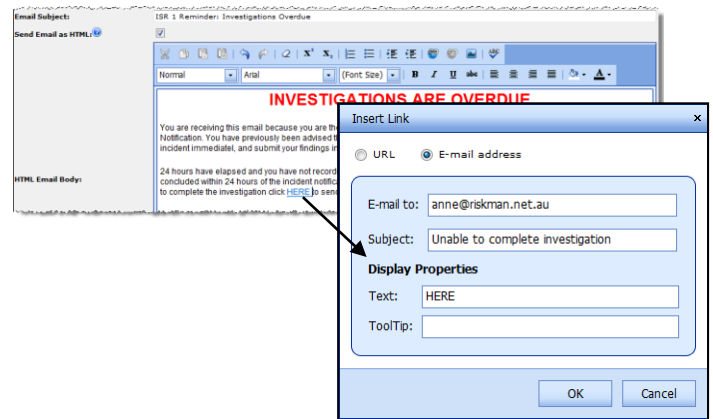 Email Subject: ISR 1 Reminder: Investigations Overdue
Send Email as HTML:
Normal Arial (Font Size) B I U abc A
INVESTIGATIONS ARE OVERDUE
You are receiving this email because you are the
Notification. You have previously been advised t
incident immediatel, and submit your findings in
24 hours have elapsed and you have not record
HTML Email Body:
concluded within 24 hours of the incident notific
to complete the investigation click HERE to send
Insert Link x
URL E-mail address
E-mail to: anne@riskman.net.au
Subject: Unable to complete investigation
Display Properties
Text: HERE
ToolTip:
OK Cancel